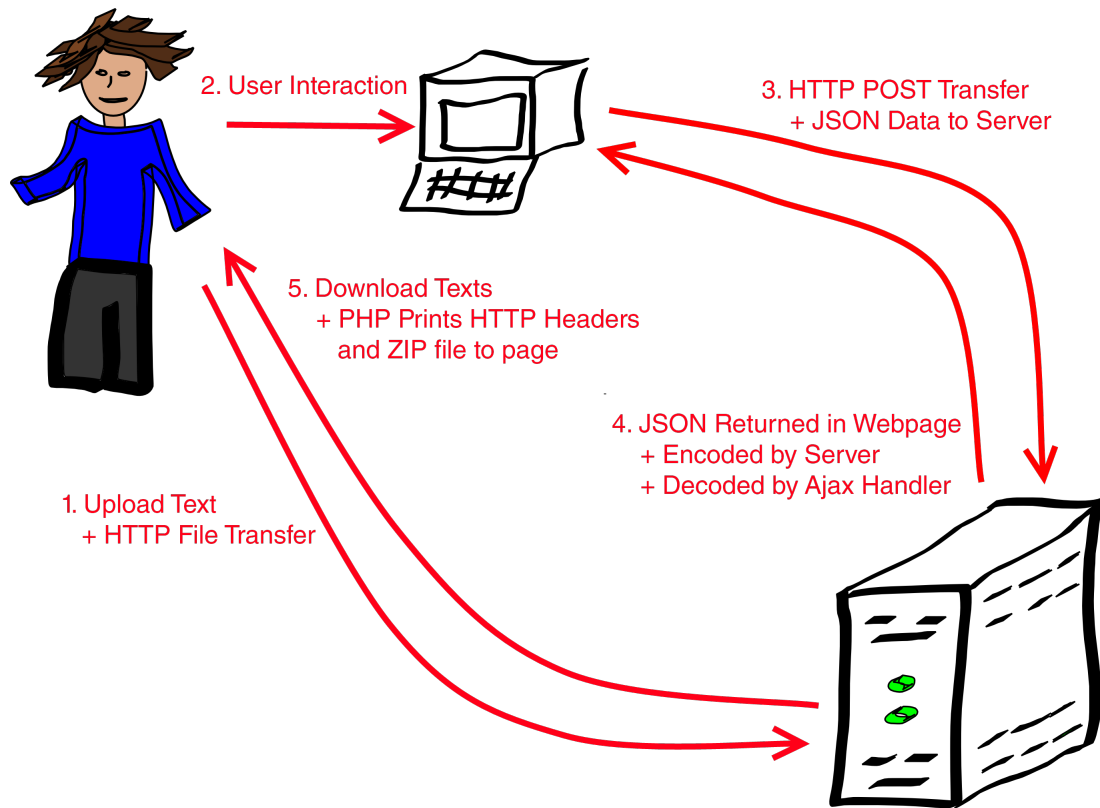 2. User Interaction
3. HTTP POST Transfer
+ JSON Data to Server
5. Download Texts
+ PHP Prints HTTP Headers
and ZIP file to page
4. JSON Returned in Webpage
+ Encoded by Server
+ Decoded by Ajax Handler
1. Upload Text
+ HTTP File Transfer